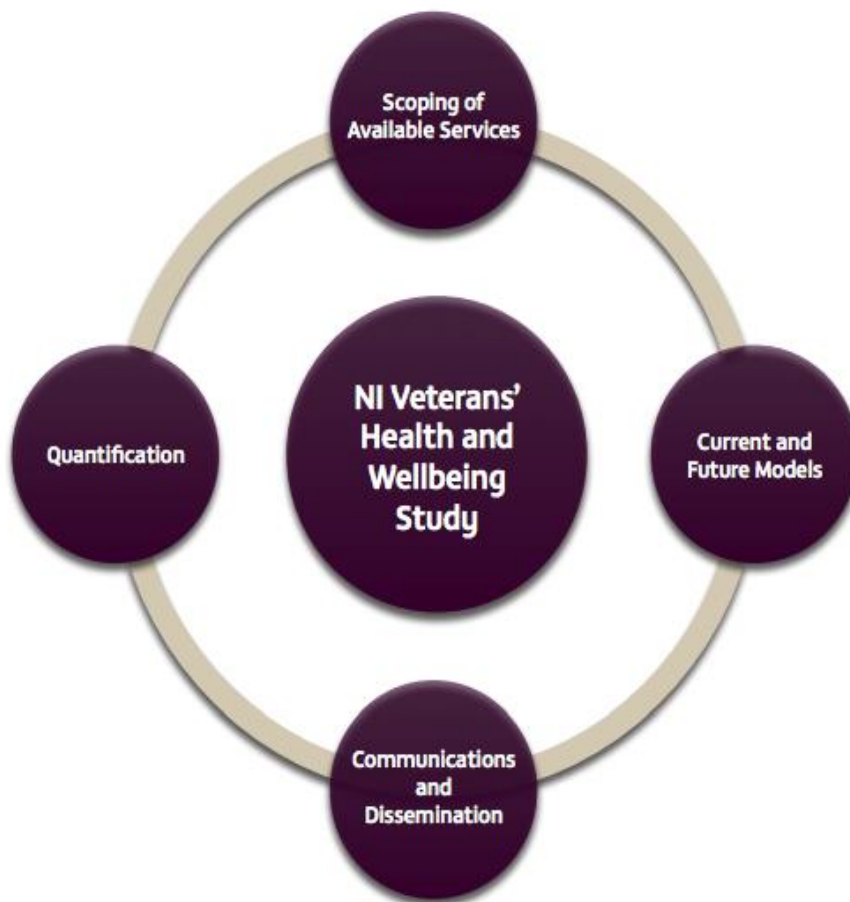 Scoping of
Available Services
NI Veterans'
Health and
Wellbeing
Study
Quantification
Current and
Future Models
Communications
and
Dissemination